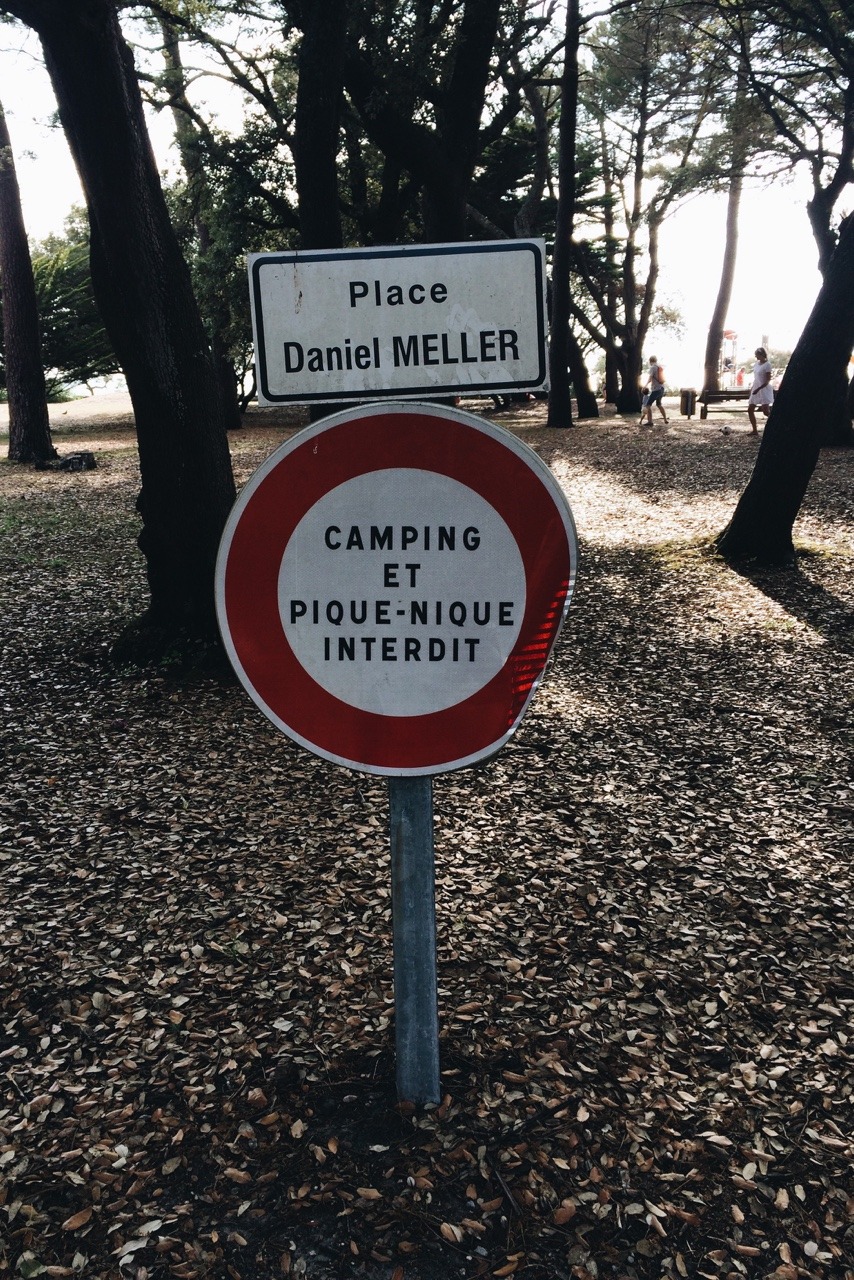 Place
Daniel MELLER
CAMPING
ET
PIQUE-NIQUE
INTERDIT